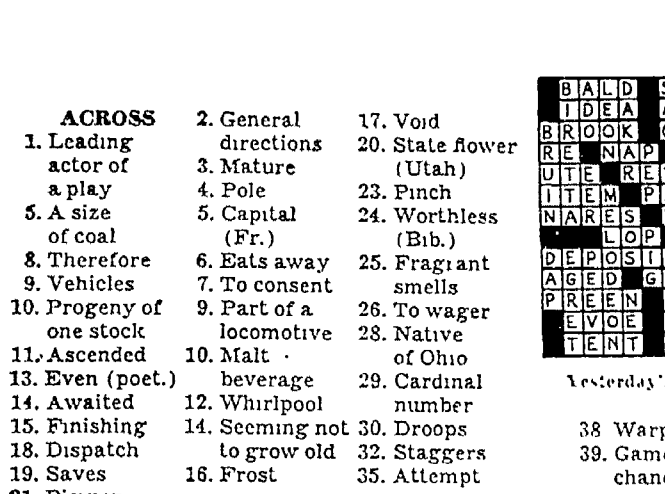 ACROSS
1. Leading
actor of
a play
5. A size
of coal
8. Therefore
9. Vehicles
10. Progeny of
one stock
11. Ascended
13. Even (poet.)
14. Awaited
15. Finishing
18. Dispatch
19. Saves
2. General
directions
3. Mature
4. Pole
5. Capital
(Fr.)
6. Eats away
7. To consent
9. Part of a
locomotive
10. Malt
beverage
12. Whirlpool
14. Seeming not
to grow old
16. Frost
17. Void
20. State flower
(Utah)
23. Pinch
24. Worthless
(Bib.)
25. Fragrant
smells
26. To wager
28. Native
of Ohio
29. Cardinal
number
30. Droops
32. Staggers
35. Attempt
BALD
IDEA
BROOK
RE NAP
UTE RE
ITEM P
NARES
LOP
DEPOSI
AGED G
PREEN
EVOE
TENT
Yesterday'
38 Warp
39. Game
chan